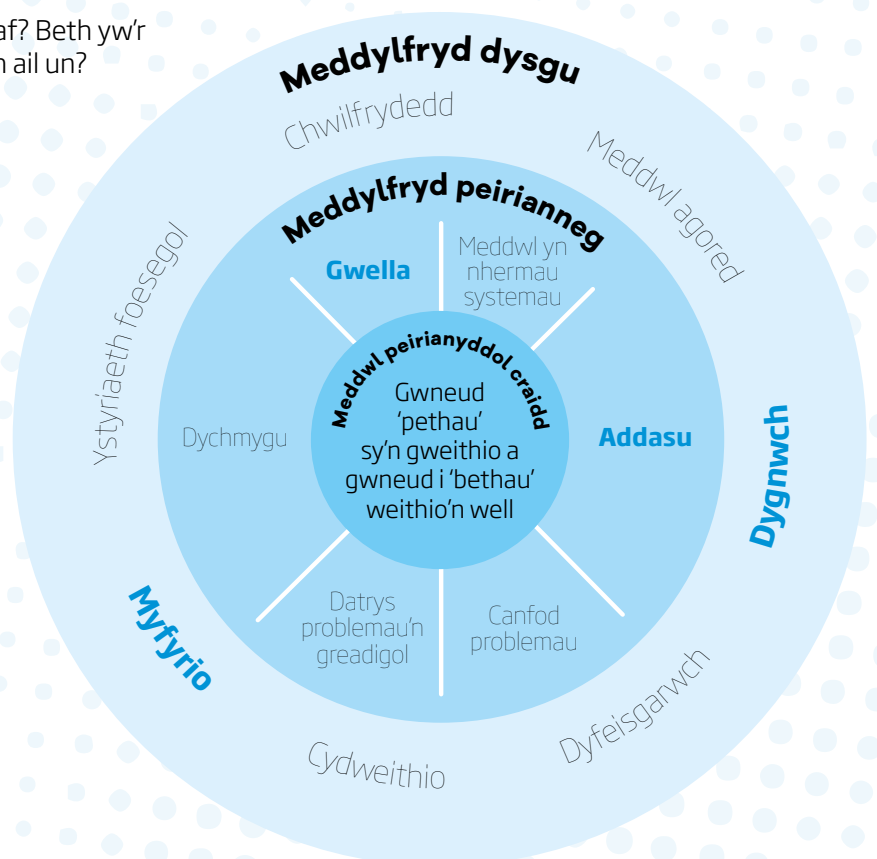 af? Beth yw'r
n ail un?
Meddylfryd dysgu
Chwilfrydedd
Meddwl agored
Dygnwch
Dyfeisgarwch
Cydweithio
Myfyrio
Ystyriaeth foesegol
Meddylfryd peirianneg
Gwella
Meddwl yn
nhermau
systemau
Addasu
Canfod
problemau
Datrys
problemau'n
greadigol
Dychmygu
Meddwl peirianyddol craidd
Gwneud
‘pethau’
sy'n gweithio a
gwneud i ‘bethau’
weithio'n well